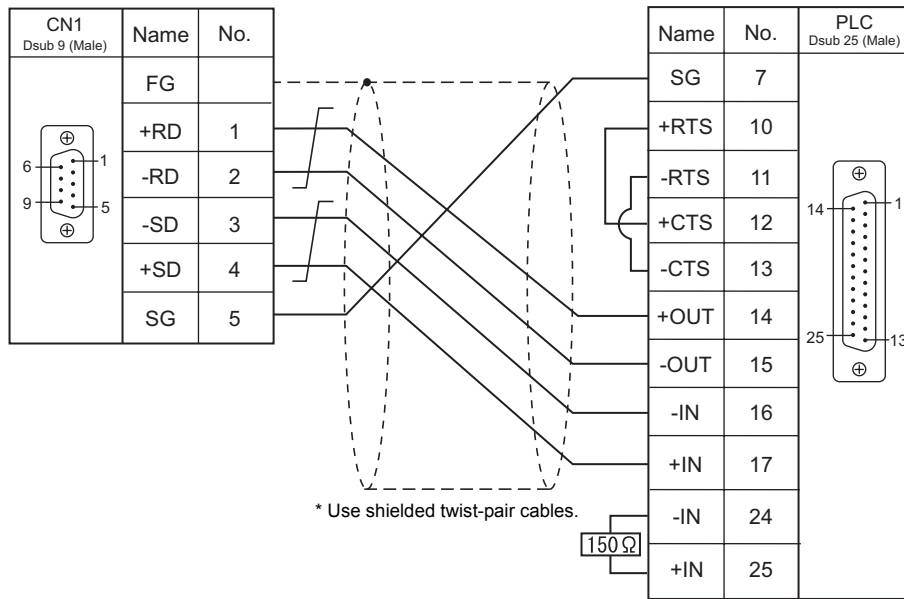 CN1
Dsub 9 (Male)
Name No.
FG
+RD 1
-RD 2
-SD 3
+SD 4
SG 5
6
1
9
5
PLC
Dsub 25 (Male)
Name No.
SG 7
+RTS 10
-RTS 11
+CTS 12
-CTS 13
+OUT 14
-OUT 15
-IN 16
+IN 17
-IN 24
+IN 25
14
1
25
13
150Ω
* Use shielded twist-pair cables.